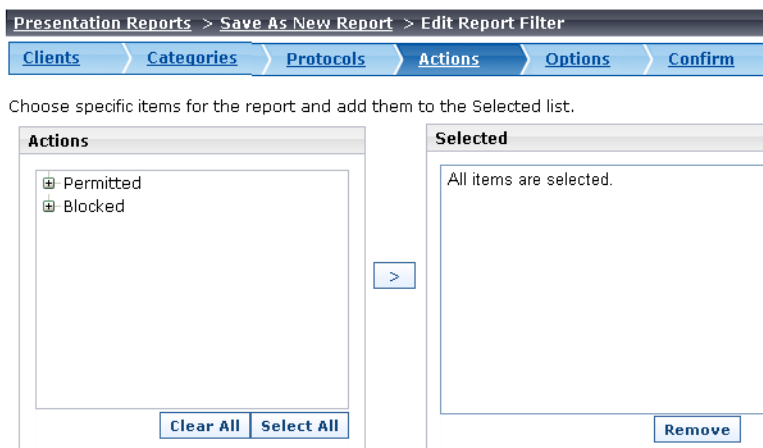 Presentation Reports > Save As New Report > Edit Report Filter
Clients Categories Protocols Actions Options Confirm
Choose specific items for the report and add them to the Selected list.
Actions
Permitted
Blocked
Clear All Select All
>
Selected
All items are selected.
Remove